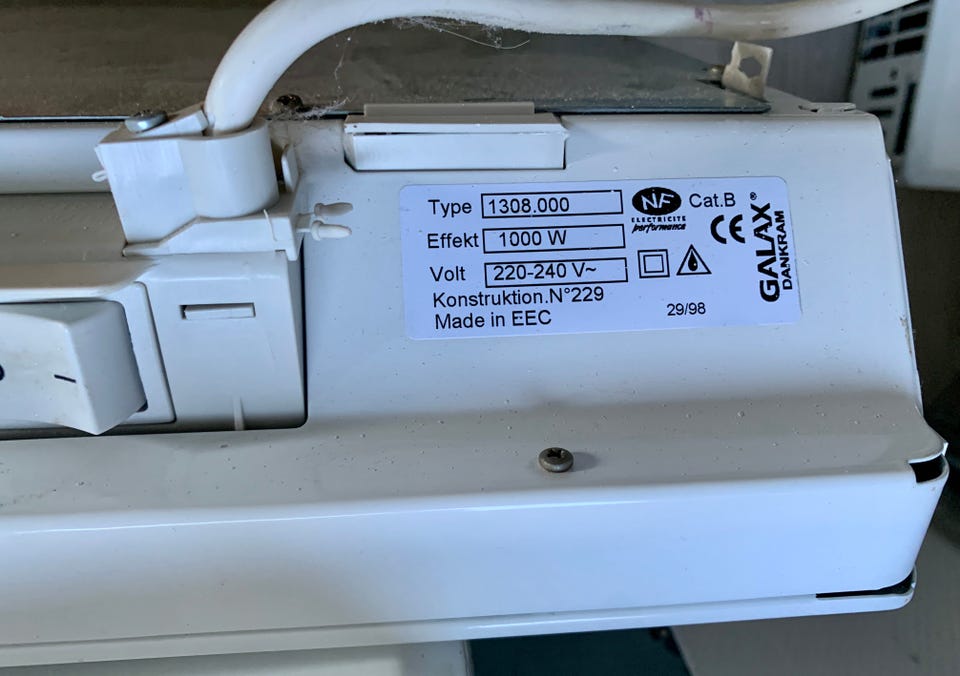 Type 1308.000
Effekt 1000 W
Volt 220-240 V~
Konstruktion.N°229
Made in EEC
NF
ELECTRICITE
performance
Cat.B
CE
29/98
GALAX®
DANKRAM